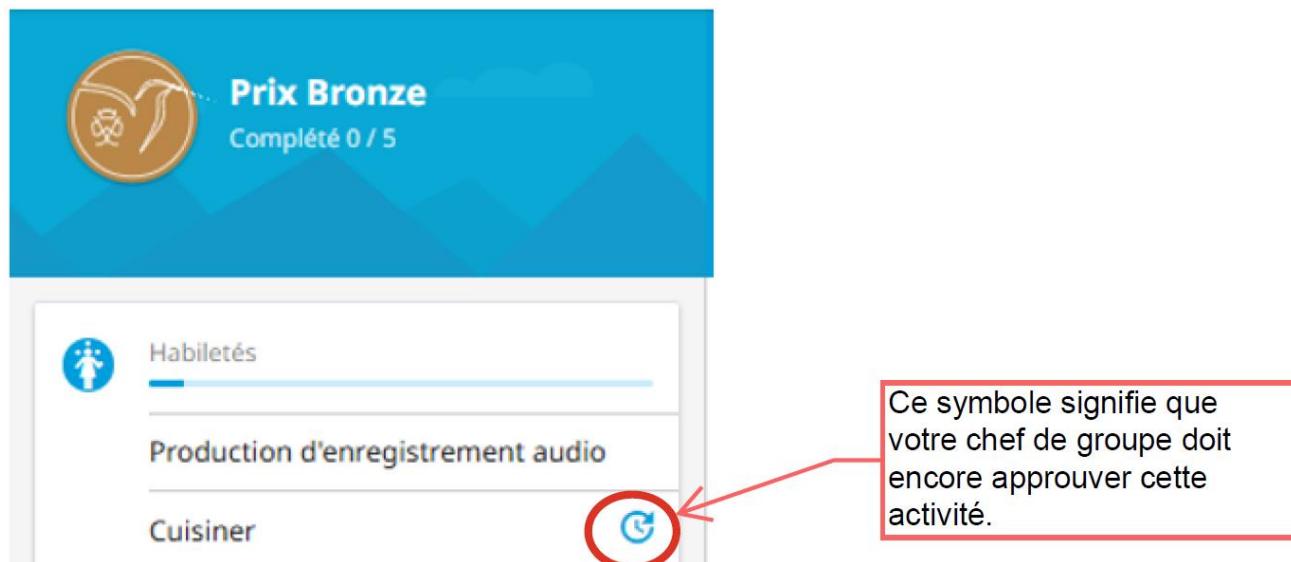 Prix Bronze
Complété 0 / 5
Habiletés
Production d'enregistrement audio
Cuisiner
Ce symbole signifie que
votre chef de groupe doit
encore approuver cette
activité.